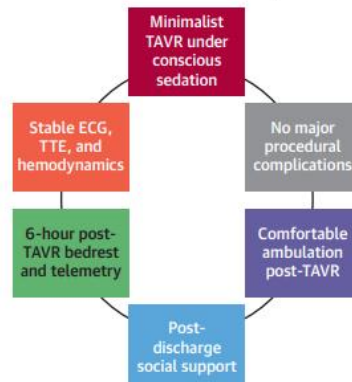 Minimalist
TAVR under
conscious
sedation
Stable ECG,
TTE, and
hemodynamics
No major
procedural
complications
6-hour post-
TAVR bedrest
and telemetry
Comfortable
ambulation
post-TAVR
Post-
discharge
social support